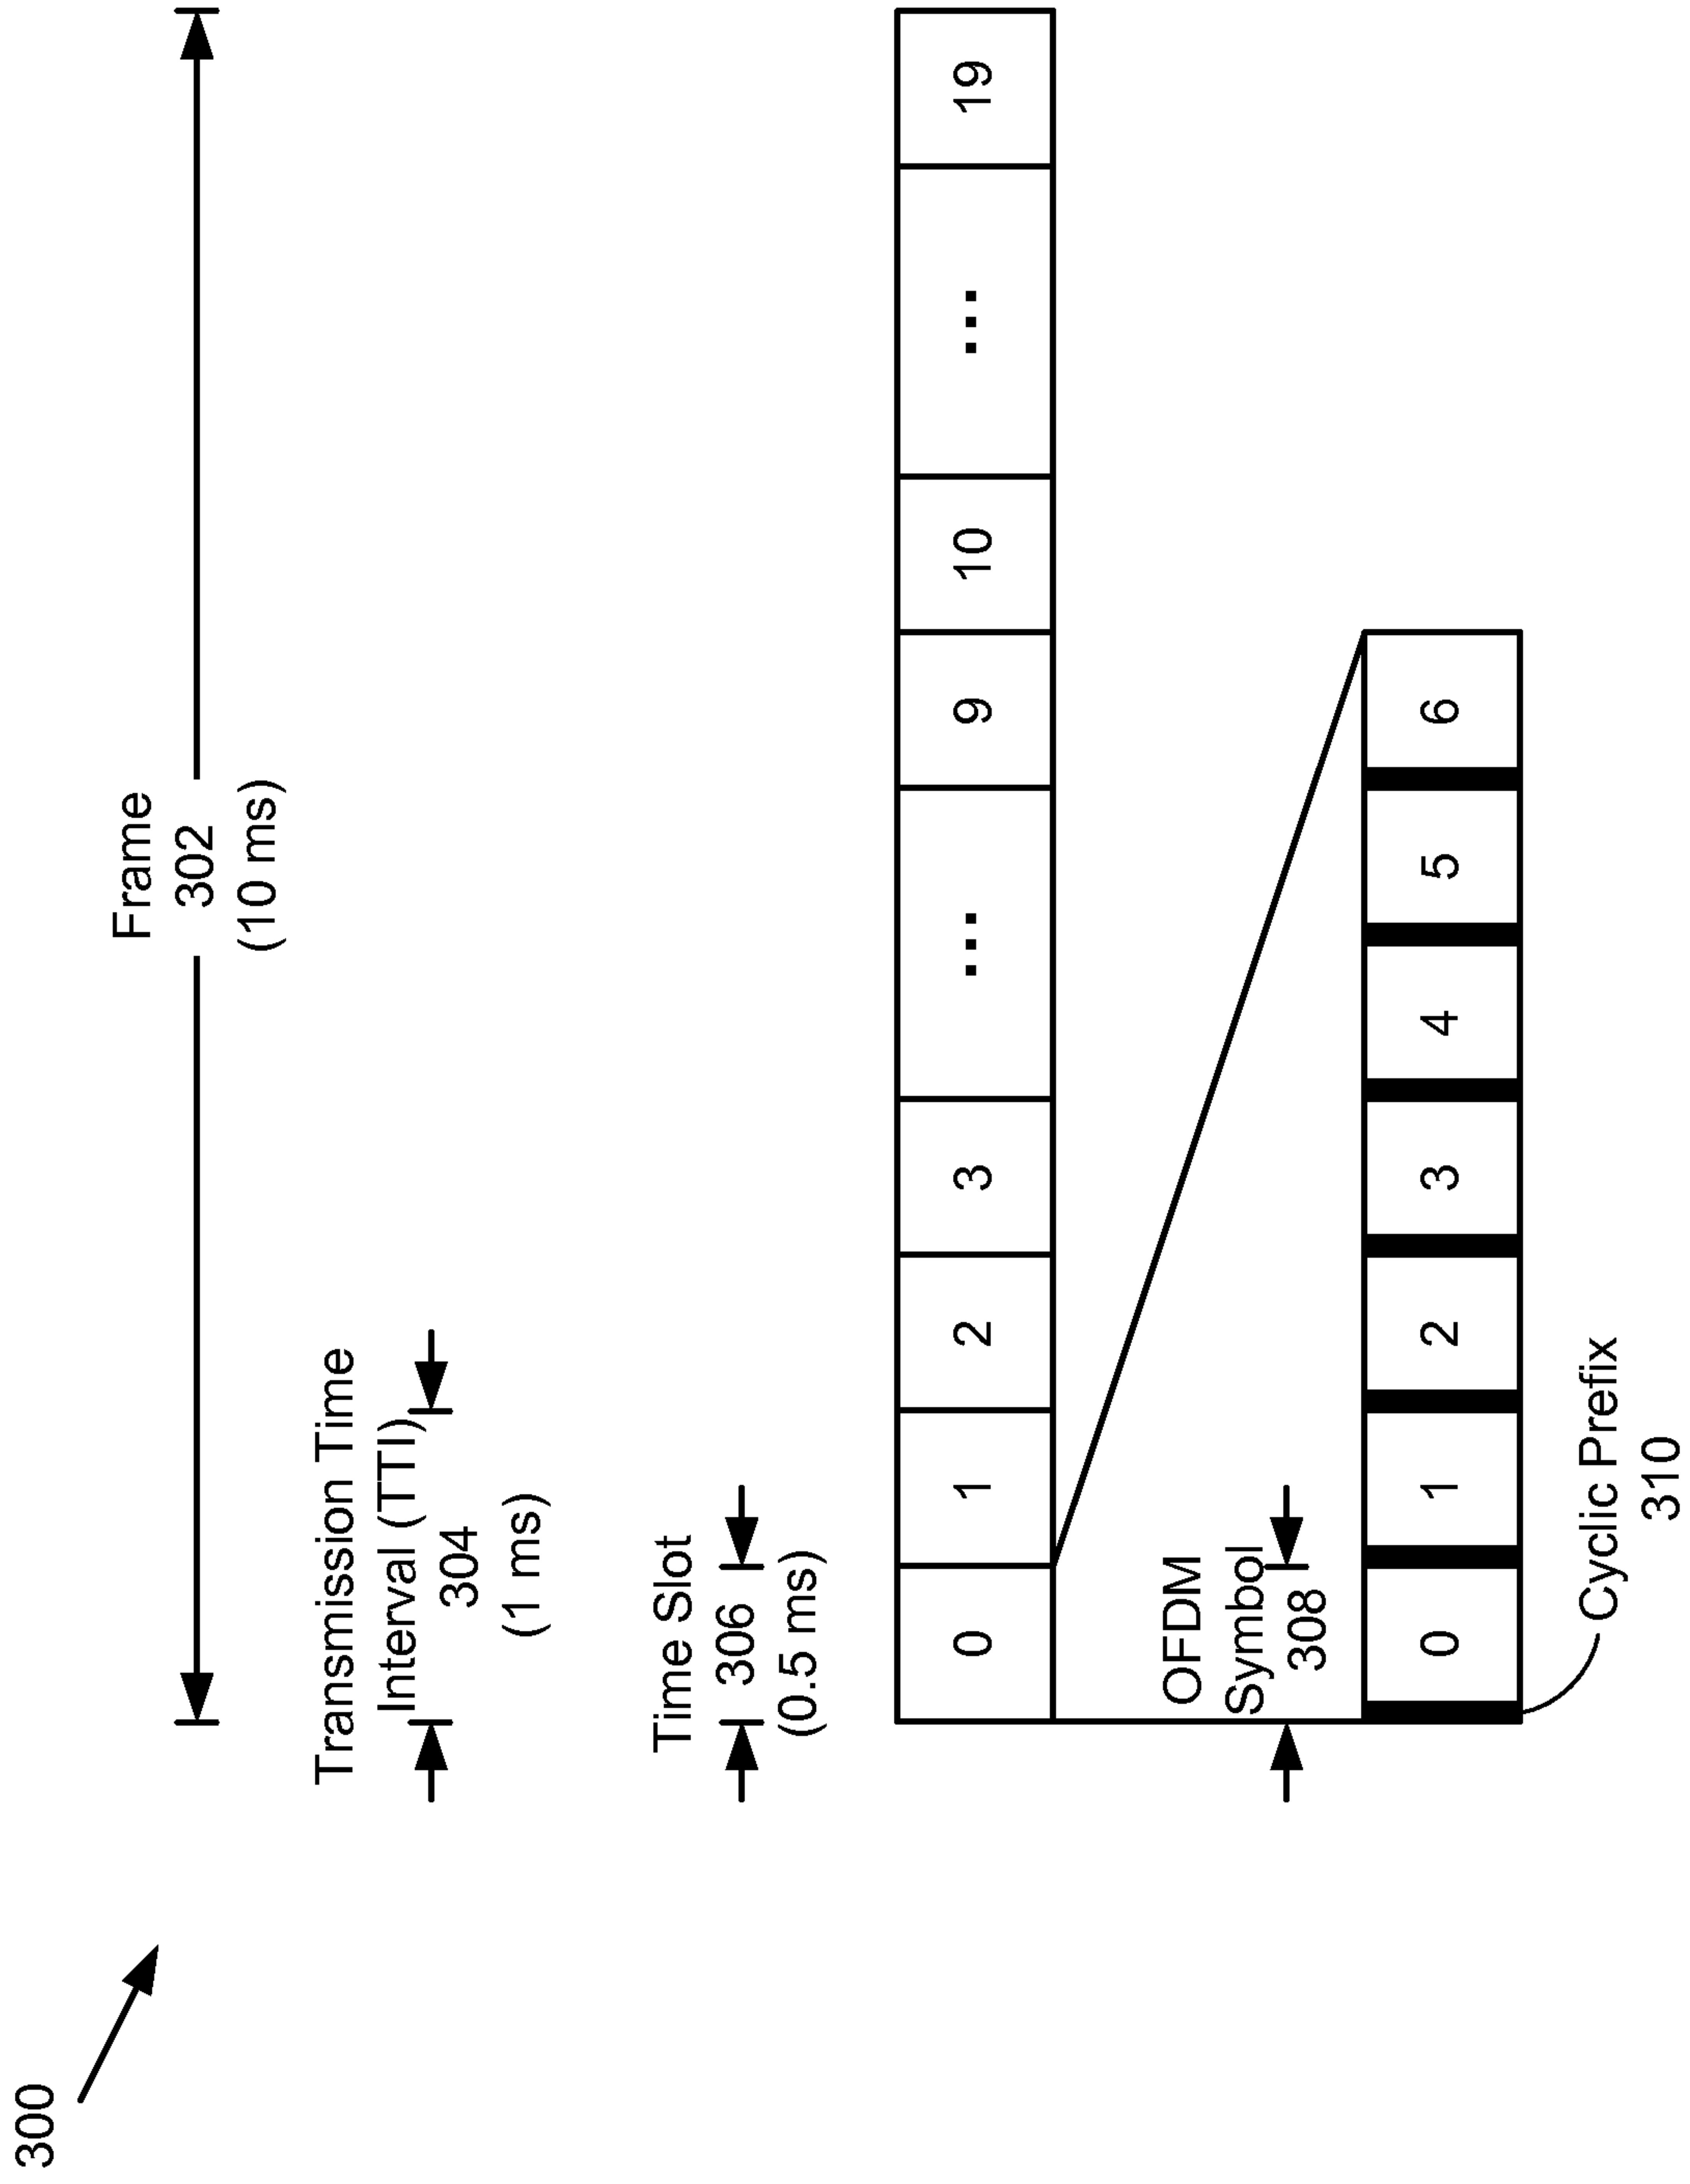 300
Frame
302
(10 ms)
Transmission Time
Interval (TTI)
304
(1 ms)
Time Slot
306
(0.5 ms)
0 1 2 3 ... 9 10 ... 19
OFDM
Symbol
308
0 1 2 3 4 5 6
Cyclic Prefix
310